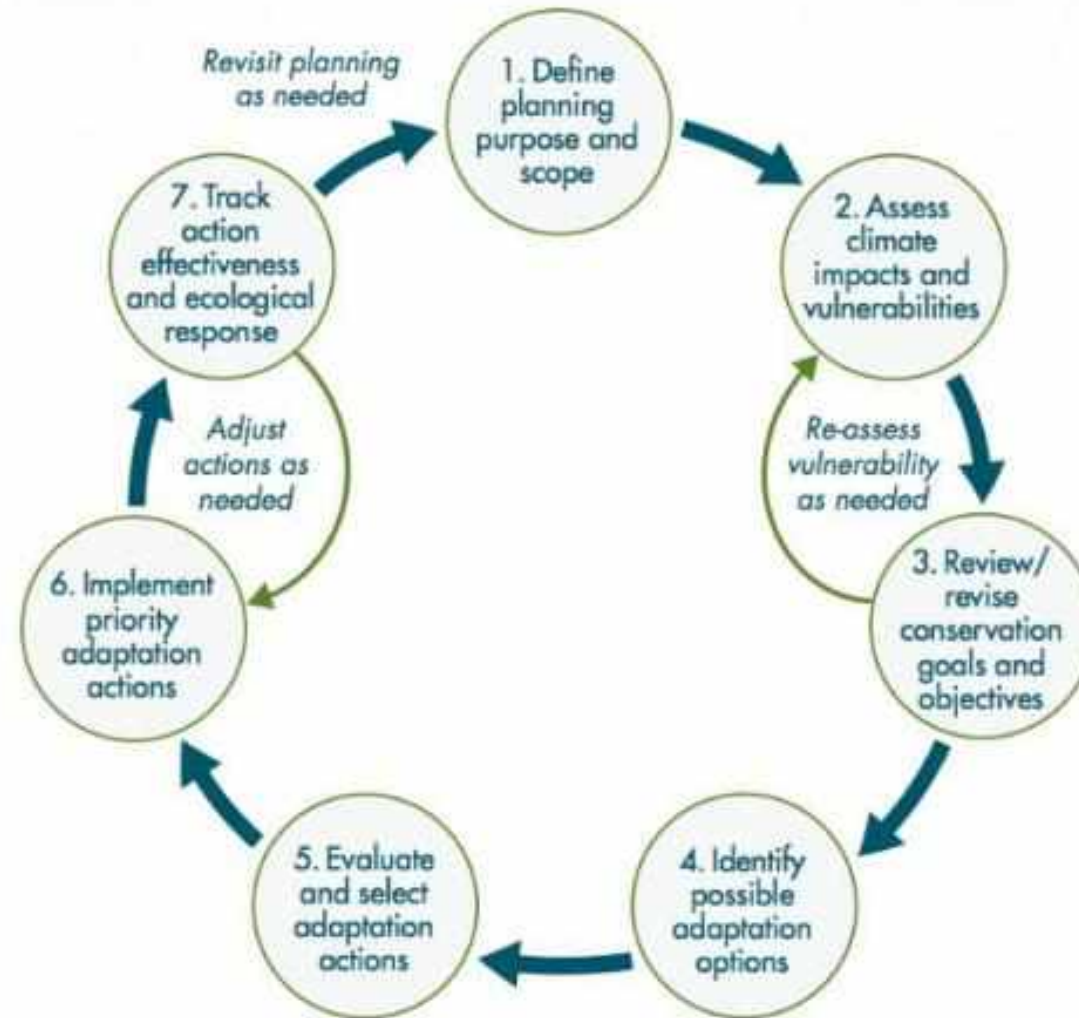 Revisit planning
as needed
1. Define
planning
purpose and
scope
2. Assess
climate
impacts and
vulnerabilities
Re-assess
vulnerability
as needed
3. Review/
revise
conservation
goals and
objectives
4. Identify
possible
adaptation
options
5. Evaluate
and select
adaptation
actions
6. Implement
priority
adaptation
actions
Adjust
actions as
needed
7. Track
action
effectiveness
and ecological
response